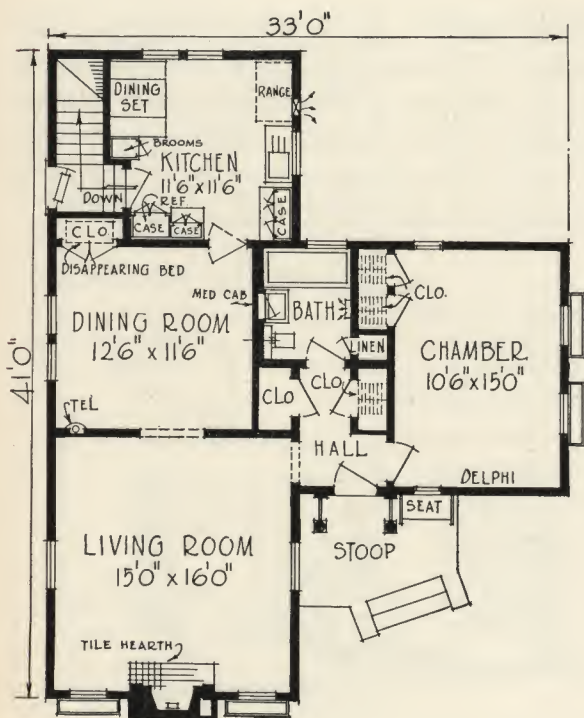 33'0"
41'0"
DINING
SET
RANGE
BROOMS
KITCHEN
11'6" x 11'6"
DOWN
REF.
CASE
CASE
CASE
CLO.
DISAPPEARING BED
MED CAB
BATH
CLO.
DINING ROOM
12'6" x 11'6"
LINEN
CHAMBER
10'6" x 15'0"
TEL
CLO
CLO.
HALL
DELPHI
SEAT
STOOP
LIVING ROOM
15'0" x 16'0"
TILE HEARTH